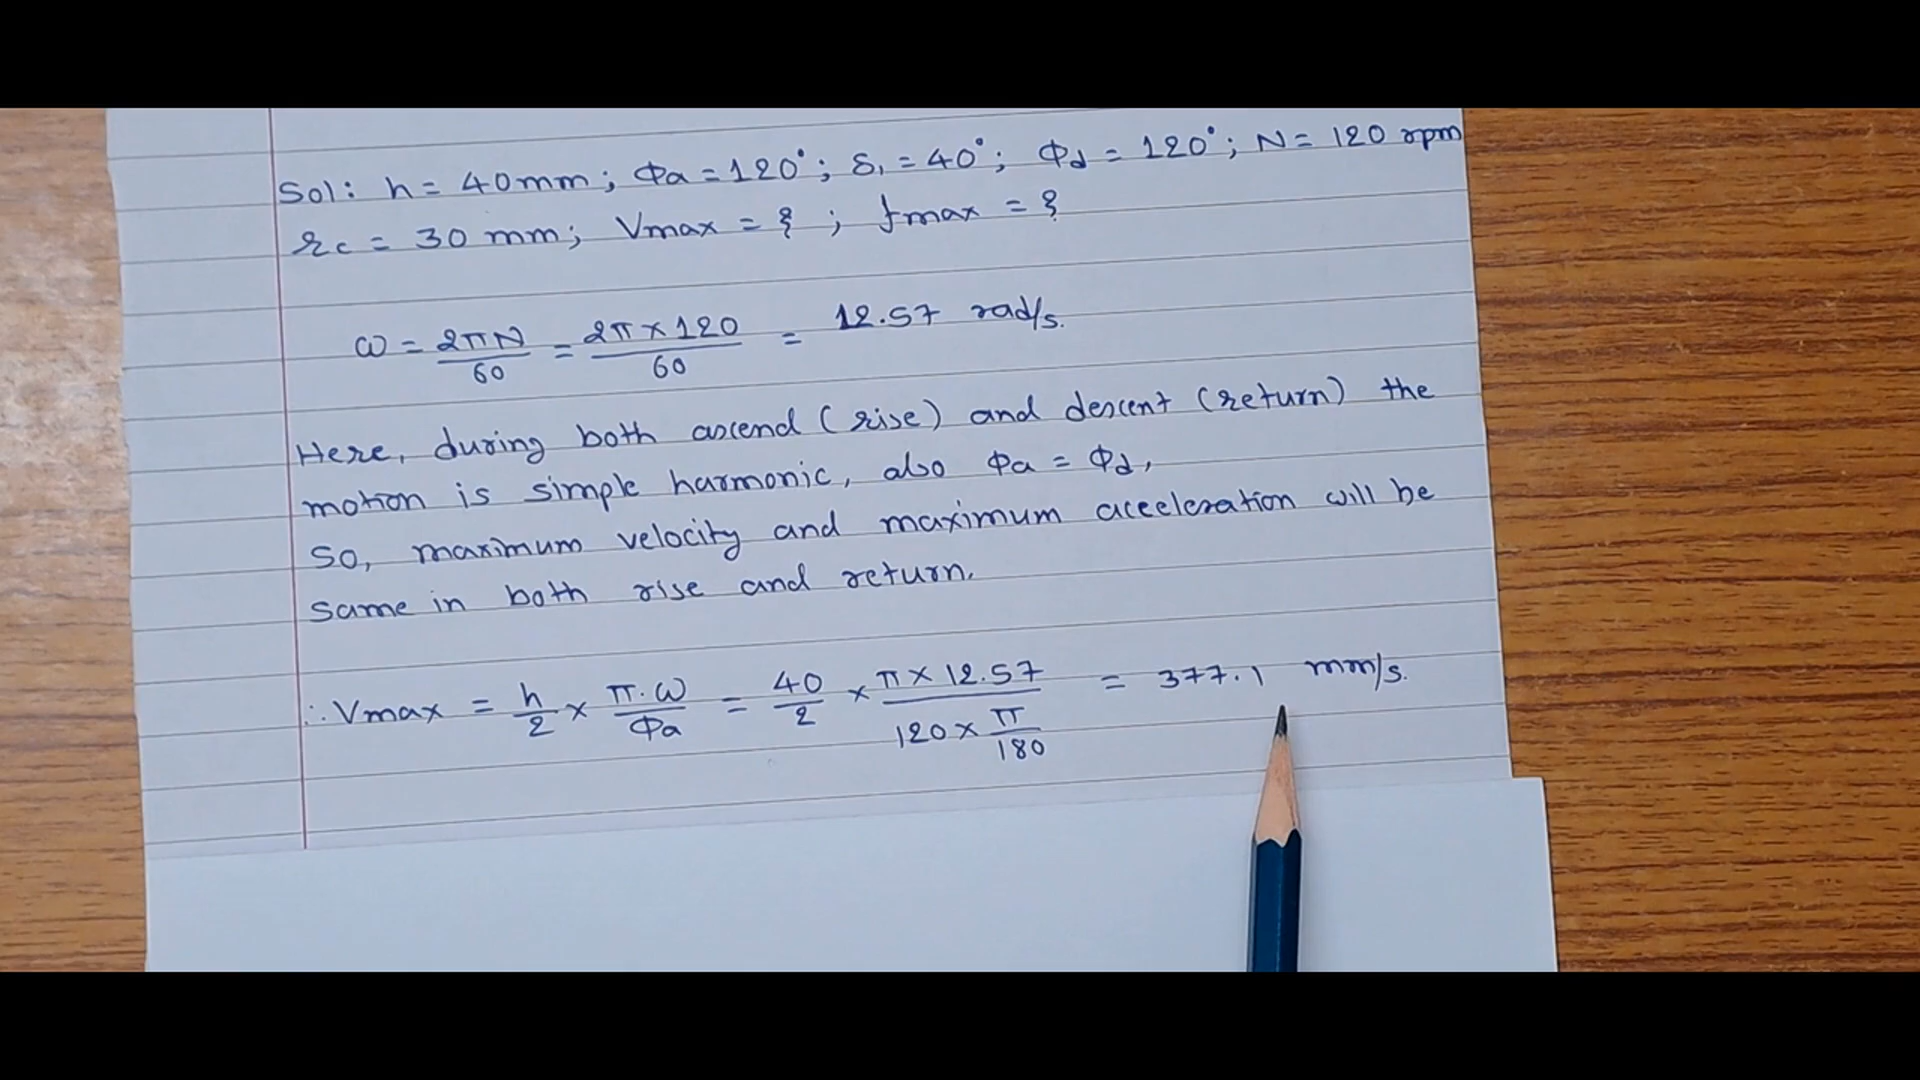 Sol: h = 40mm; Φa = 120°; δ₁ = 40°; Φd = 120°; N = 120 rpm
rc = 30 mm; Vmax = ?; fmax = ?
ω = 2πN/60 = 2π × 120/60 = 12.57 rad/s.
Here, during both ascend (rise) and descent (return) the
motion is simple harmonic, also Φa = Φd,
So, maximum velocity and maximum acceleration will be
same in both rise and return.
∴ Vmax = h/2 × π.ω/Φa = 40/2 × π × 12.57/(120 × π/180) = 377.1 mm/s.